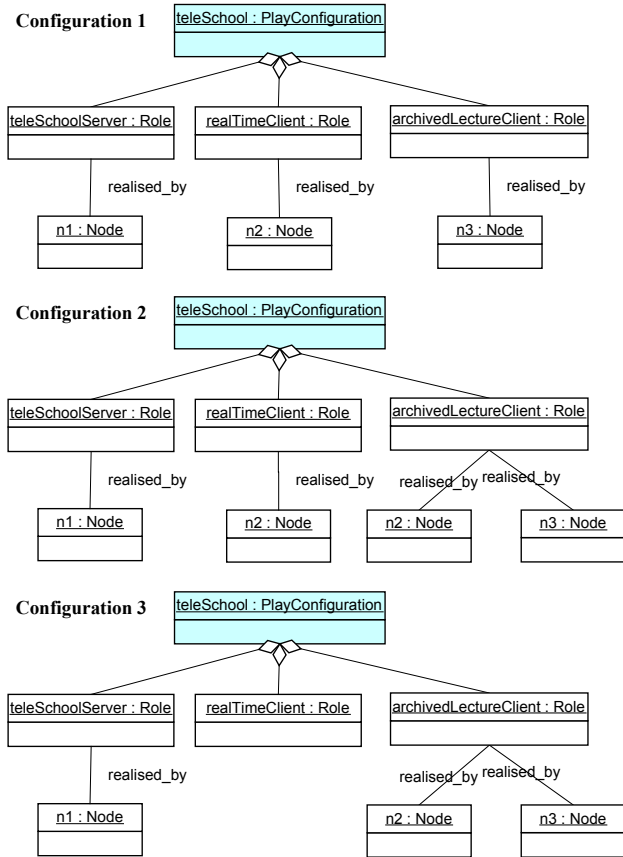 Configuration 1
teleSchool : PlayConfiguration
teleSchoolServer : Role
realTimeClient : Role
archivedLectureClient : Role
realised_by
realised_by
realised_by
n1 : Node
n2 : Node
n3 : Node
Configuration 2
teleSchool : PlayConfiguration
teleSchoolServer : Role
realTimeClient : Role
archivedLectureClient : Role
realised_by
realised_by
realised_by
realised_by
n1 : Node
n2 : Node
n2 : Node
n3 : Node
Configuration 3
teleSchool : PlayConfiguration
teleSchoolServer : Role
realTimeClient : Role
archivedLectureClient : Role
realised_by
realised_by
realised_by
n1 : Node
n2 : Node
n3 : Node